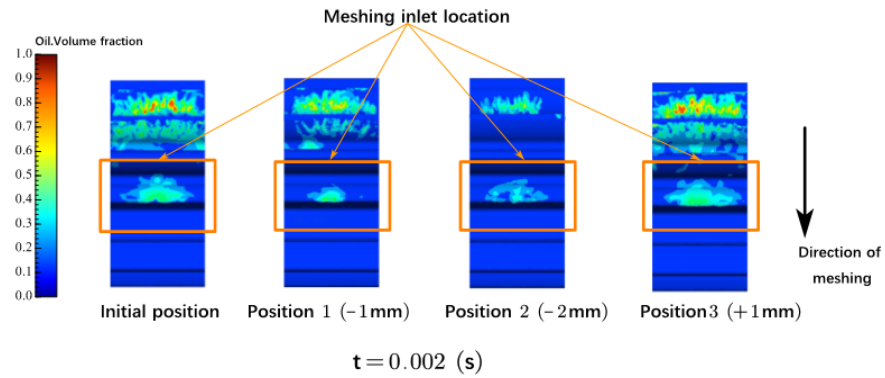 Meshing inlet location
Oil.Volume fraction
1.0
0.9
0.8
0.7
0.6
0.5
0.4
0.3
0.2
0.1
0.0
Direction of
meshing
Initial position
Position 1 (−1mm)
Position 2 (−2mm)
Position3 (+1mm)
t=0.002 (s)